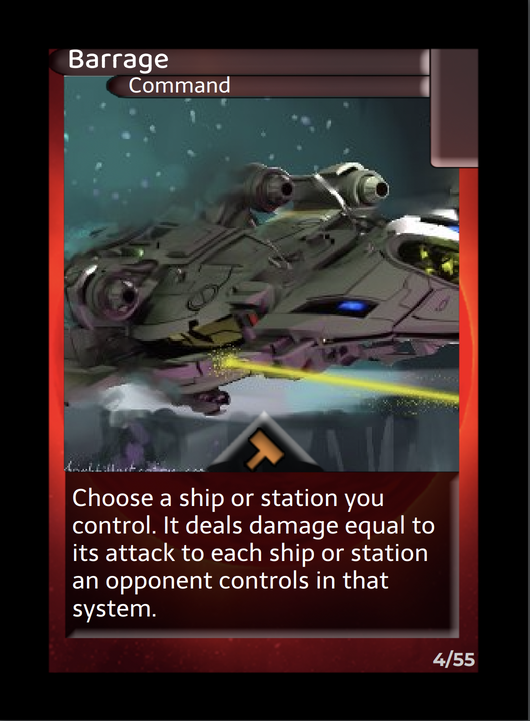 Barrage
Command
Choose a ship or station you
control. It deals damage equal to
its attack to each ship or station
an opponent controls in that
system.
4/55